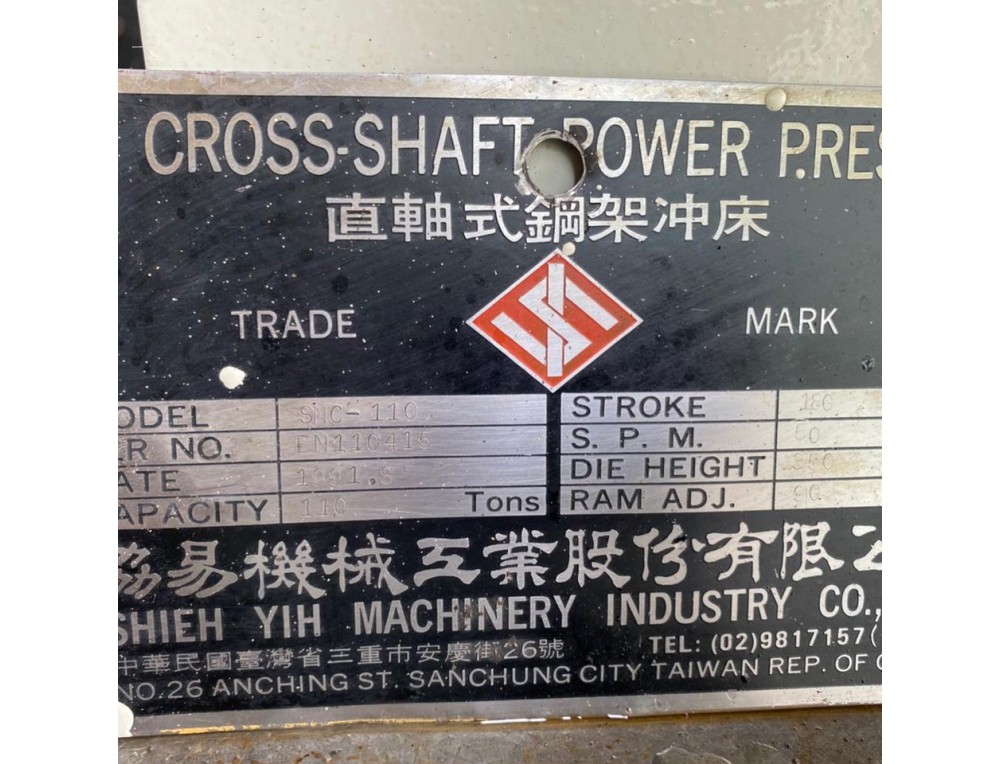 CROSS-SHAFT POWER PRES
直軸式鋼架冲床
TRADE MARK
ODEL SNC-110 STROKE 180
R NO. S. P. M.
ATE DIE HEIGHT
APACITY 110 Tons RAM ADJ.
協易機械工業股份有限
SHIEH YIH MACHINERY INDUSTRY CO.,
中華民國臺灣省三重市安慶街26號 TEL: (02)9817157(
NO.26 ANCHING ST. SANCHUNG CITY TAIWAN REP. OF C